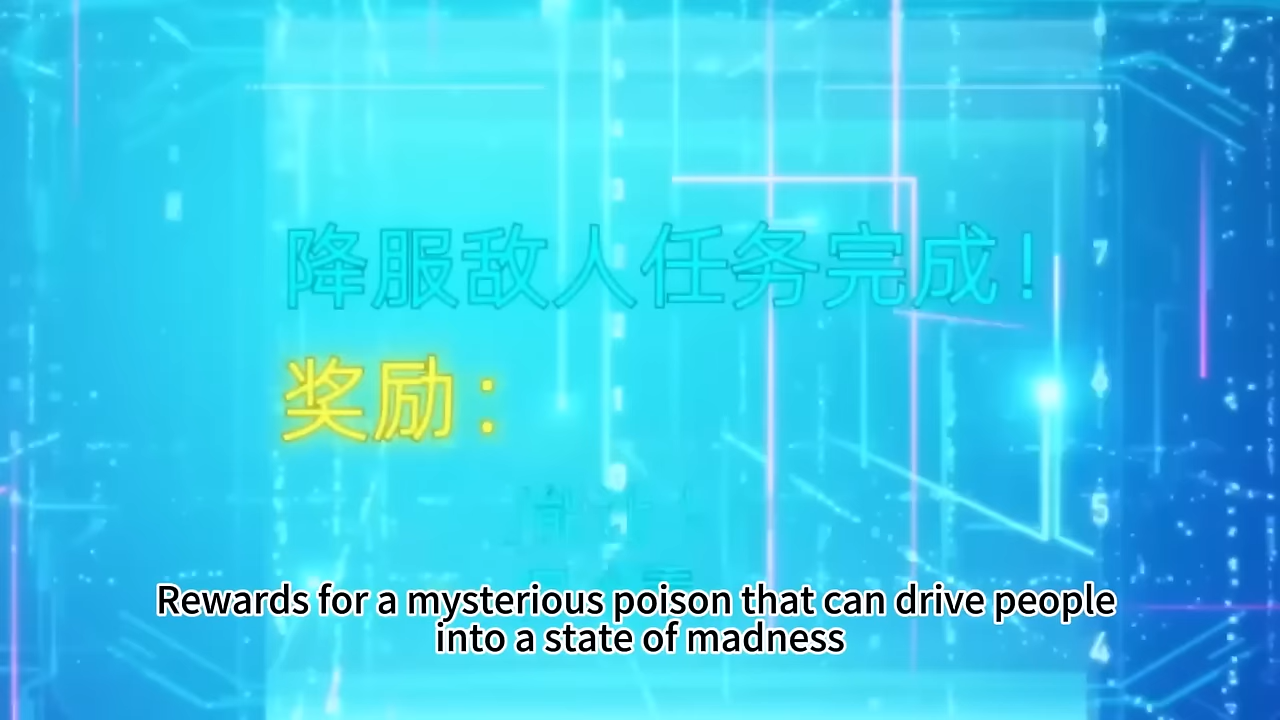 降服敌人任务完成！
奖励：
Rewards for a mysterious poison that can drive people
into a state of madness